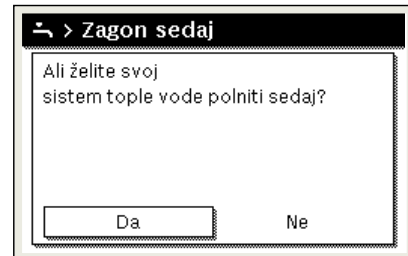 > Zagon sedaj
Ali želite svoj
sistem tople vode polniti sedaj?
Da
Ne